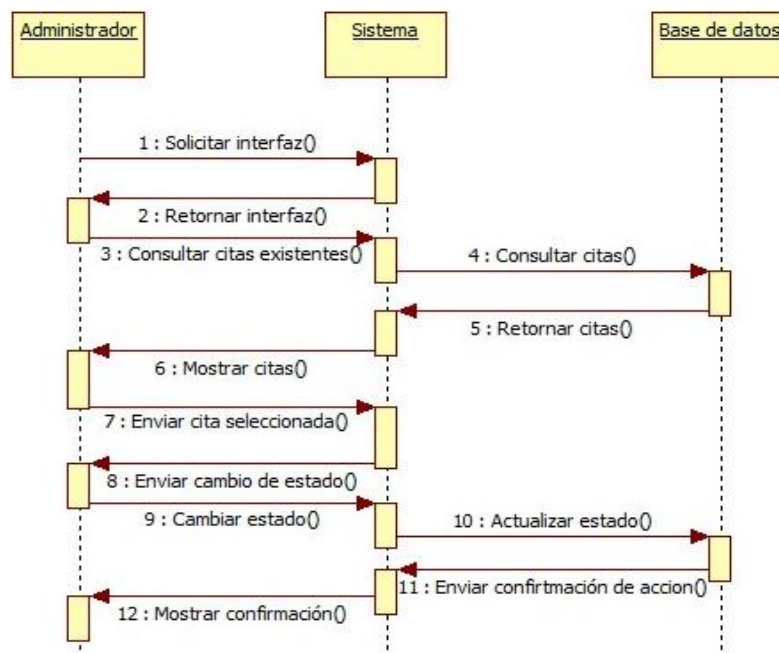 Administrador
Sistema
Base de datos
1 : Solicitar interfaz()
2 : Retornar interfaz()
3 : Consultar citas existentes()
4 : Consultar citas()
5 : Retornar citas()
6 : Mostrar citas()
7 : Enviar cita seleccionada()
8 : Enviar cambio de estado()
9 : Cambiar estado()
10 : Actualizar estado()
11 : Enviar confirtmación de accion()
12 : Mostrar confirmación()